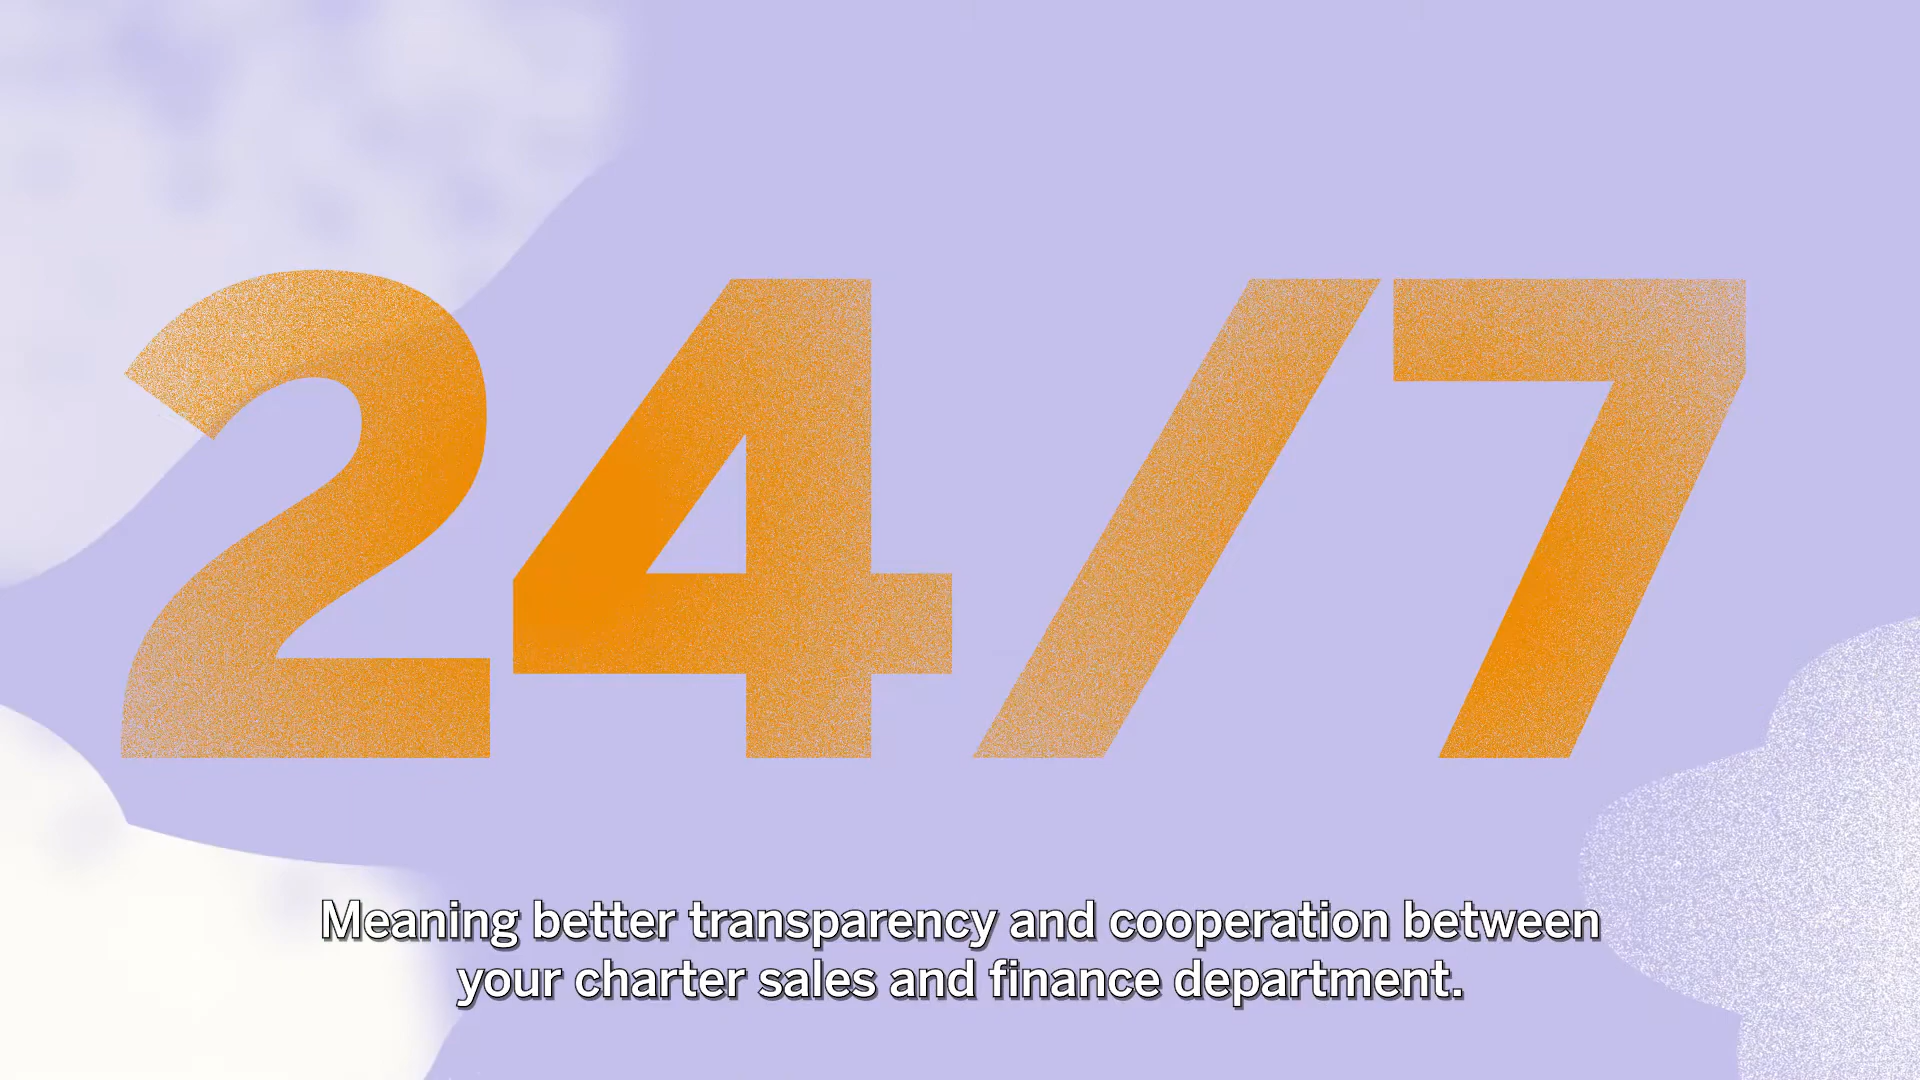 24/7
Meaning better transparency and cooperation between
your charter sales and finance department.